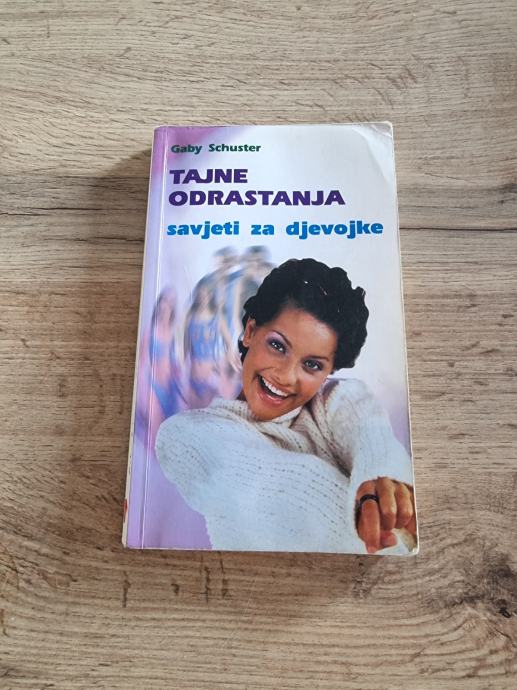 Gaby Schuster
TAJNE
ODRASTANJA
savjeti za djevojke